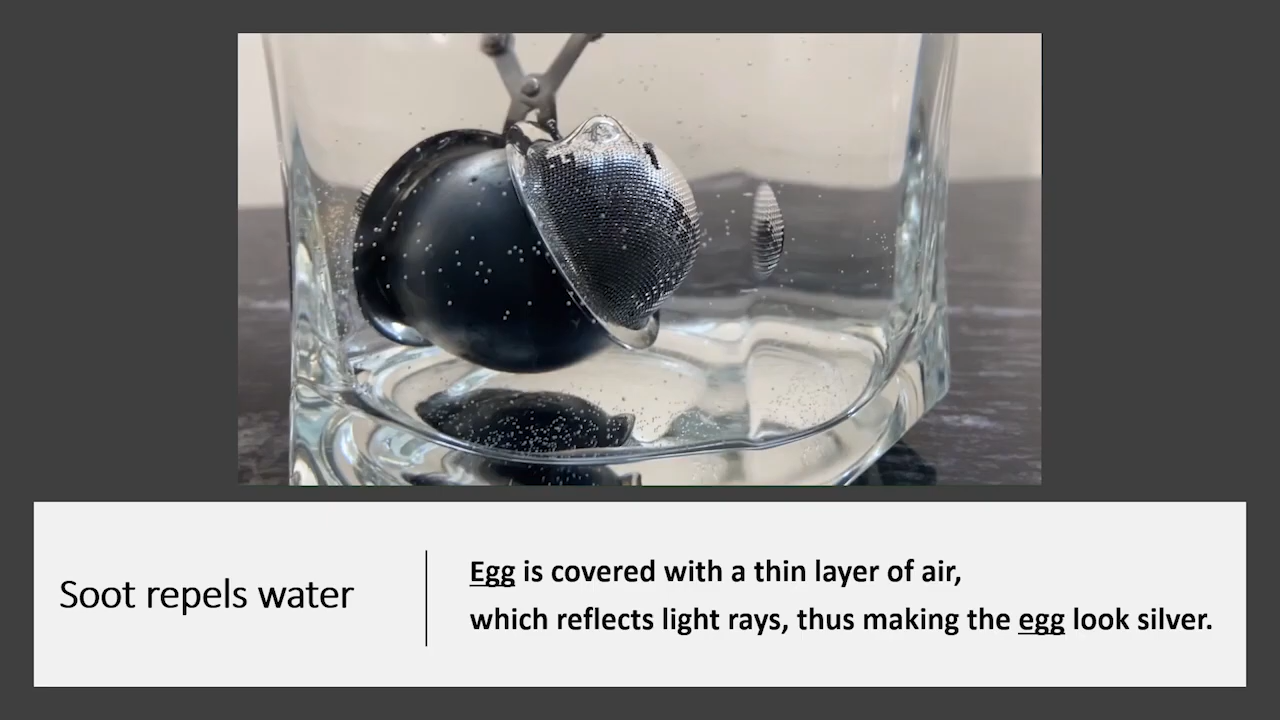 Soot repels water
Egg is covered with a thin layer of air,
which reflects light rays, thus making the egg look silver.